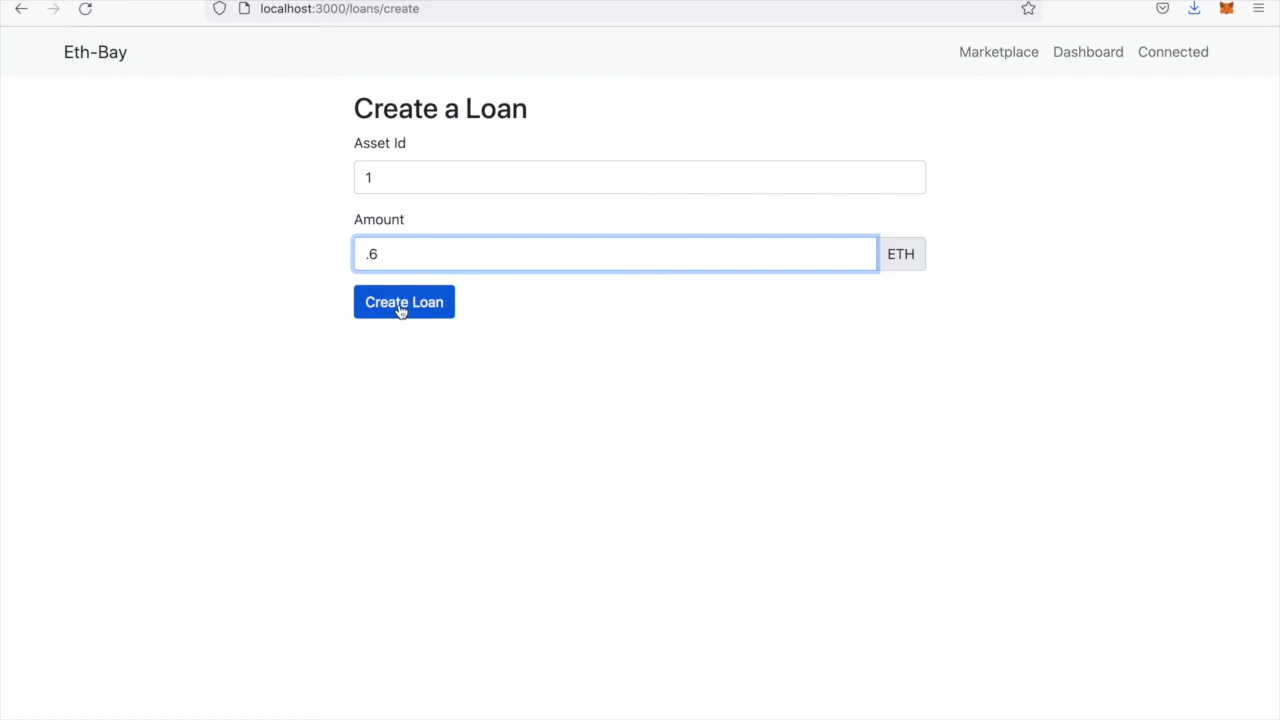 localhost:3000/loans/create
Eth-Bay
Marketplace Dashboard Connected
Create a Loan
Asset Id
1
Amount
.6 ETH
Create Loan